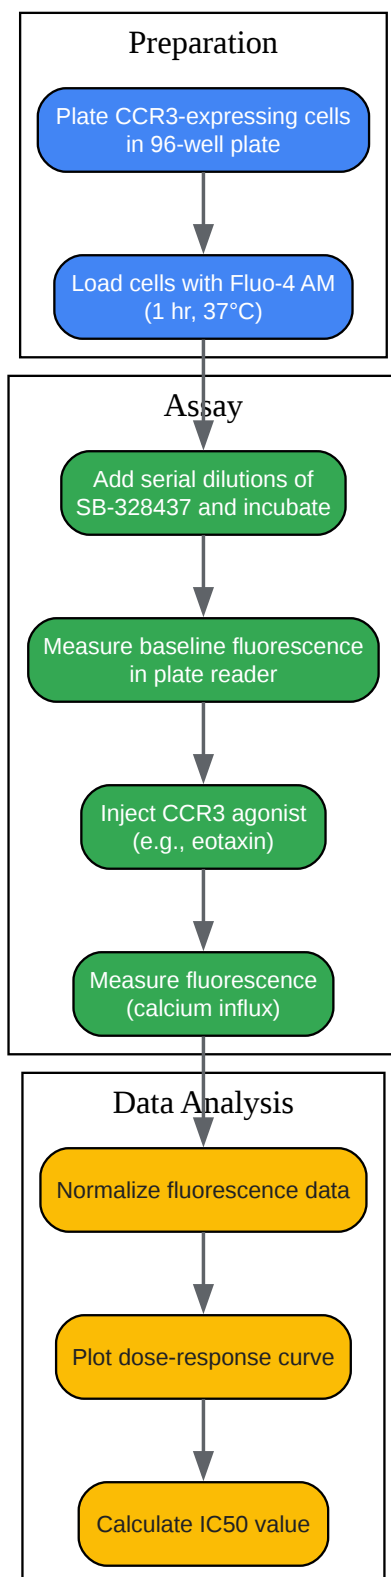 Preparation
Plate CCR3-expressing cells
in 96-well plate
Load cells with Fluo-4 AM
(1 hr, 37°C)
Assay
Add serial dilutions of
SB-328437 and incubate
Measure baseline fluorescence
in plate reader
Inject CCR3 agonist
(e.g., eotaxin)
Measure fluorescence
(calcium influx)
Data Analysis
Normalize fluorescence data
Plot dose-response curve
Calculate IC50 value